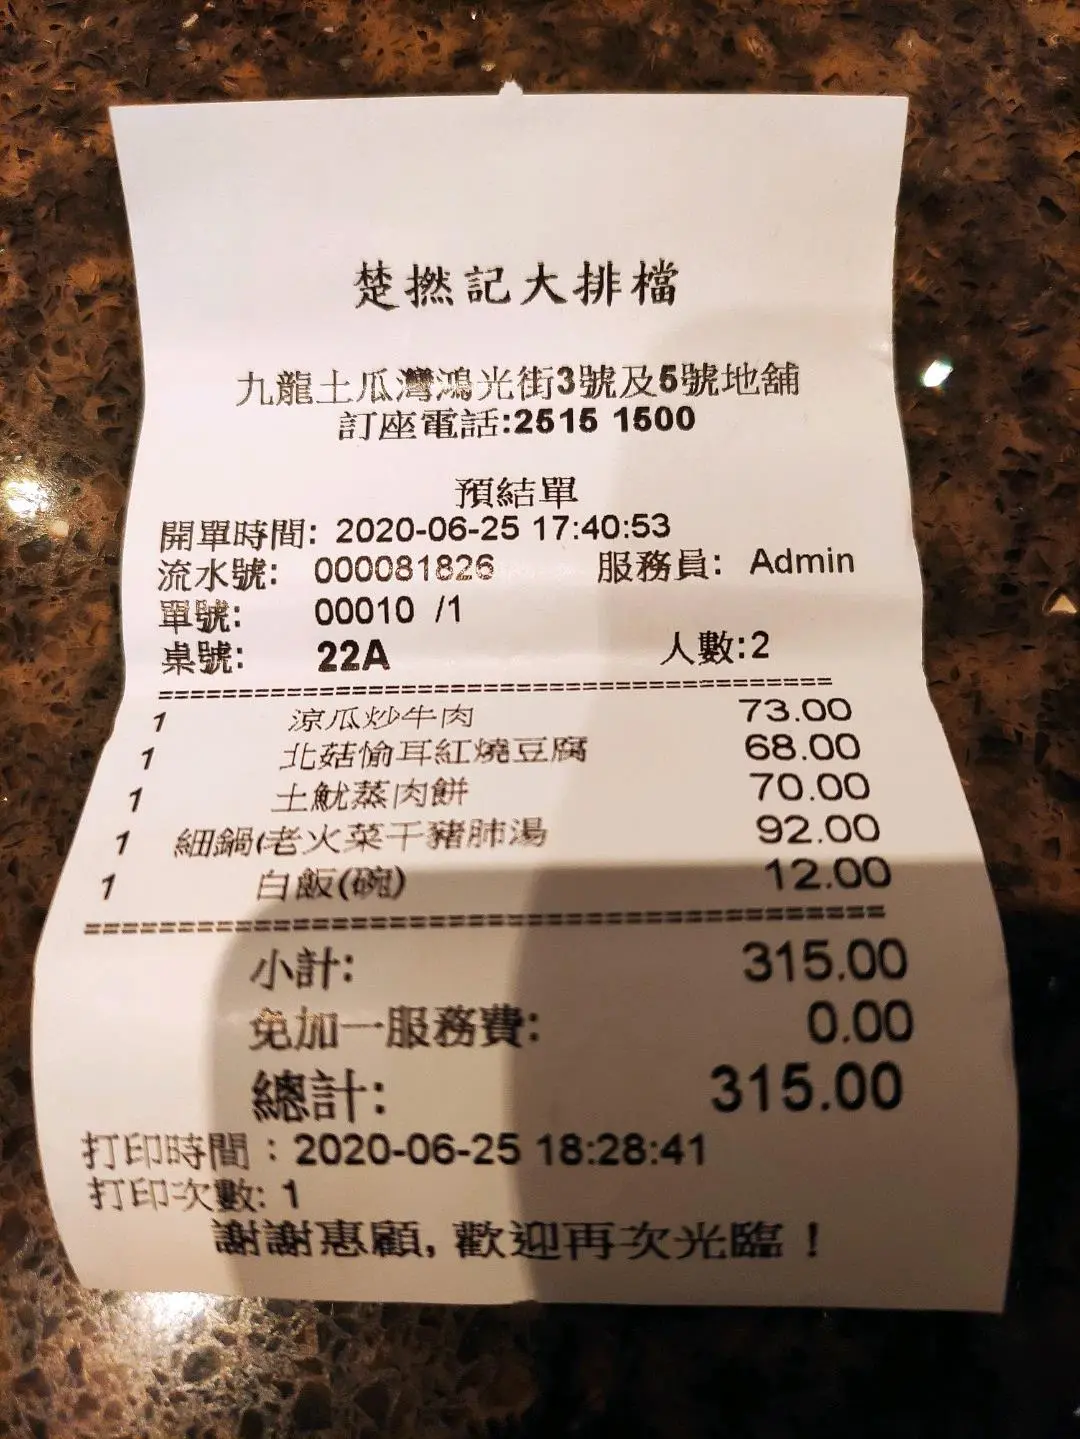 楚撚記大排檔
九龍土瓜灣鴻光街3號及5號地舖
訂座電話:2515 1500
預結單
開單時間: 2020-06-25 17:40:53
流水號: 000081826 服務員: Admin
單號: 00010 /1
桌號: 22A 人數:2
========================================
1 涼瓜炒牛肉 73.00
1 北菇愉耳紅燒豆腐 68.00
1 土魷蒸肉餅 70.00
1 細鍋(老火菜干豬肺湯 92.00
1 白飯(碗) 12.00
========================================
小計: 315.00
免加一服務費: 0.00
總計: 315.00
打印時間：2020-06-25 18:28:41
打印次數: 1
謝謝惠顧, 歡迎再次光臨！